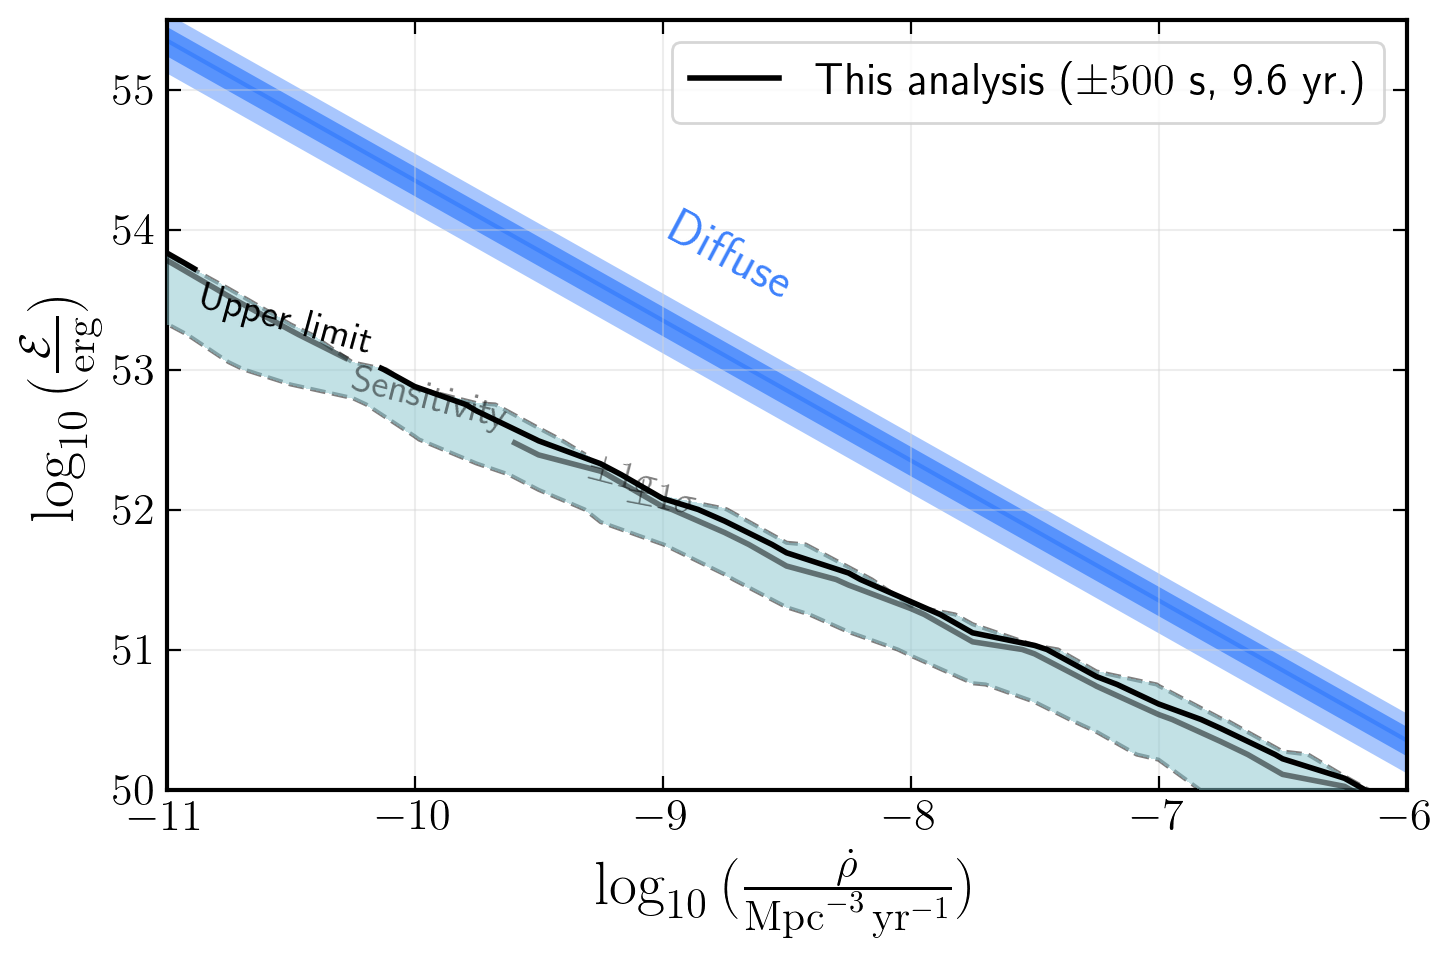 This analysis (±500 s, 9.6 yr.)
Diffuse
Upper limit
Sensitivity
±1σ
±1σ
55
54
53
52
51
50
−11
−10
−9
−8
−7
−6
log₁₀ (ℰ/erg)
log₁₀ (ρ̇/Mpc⁻³ yr⁻¹)